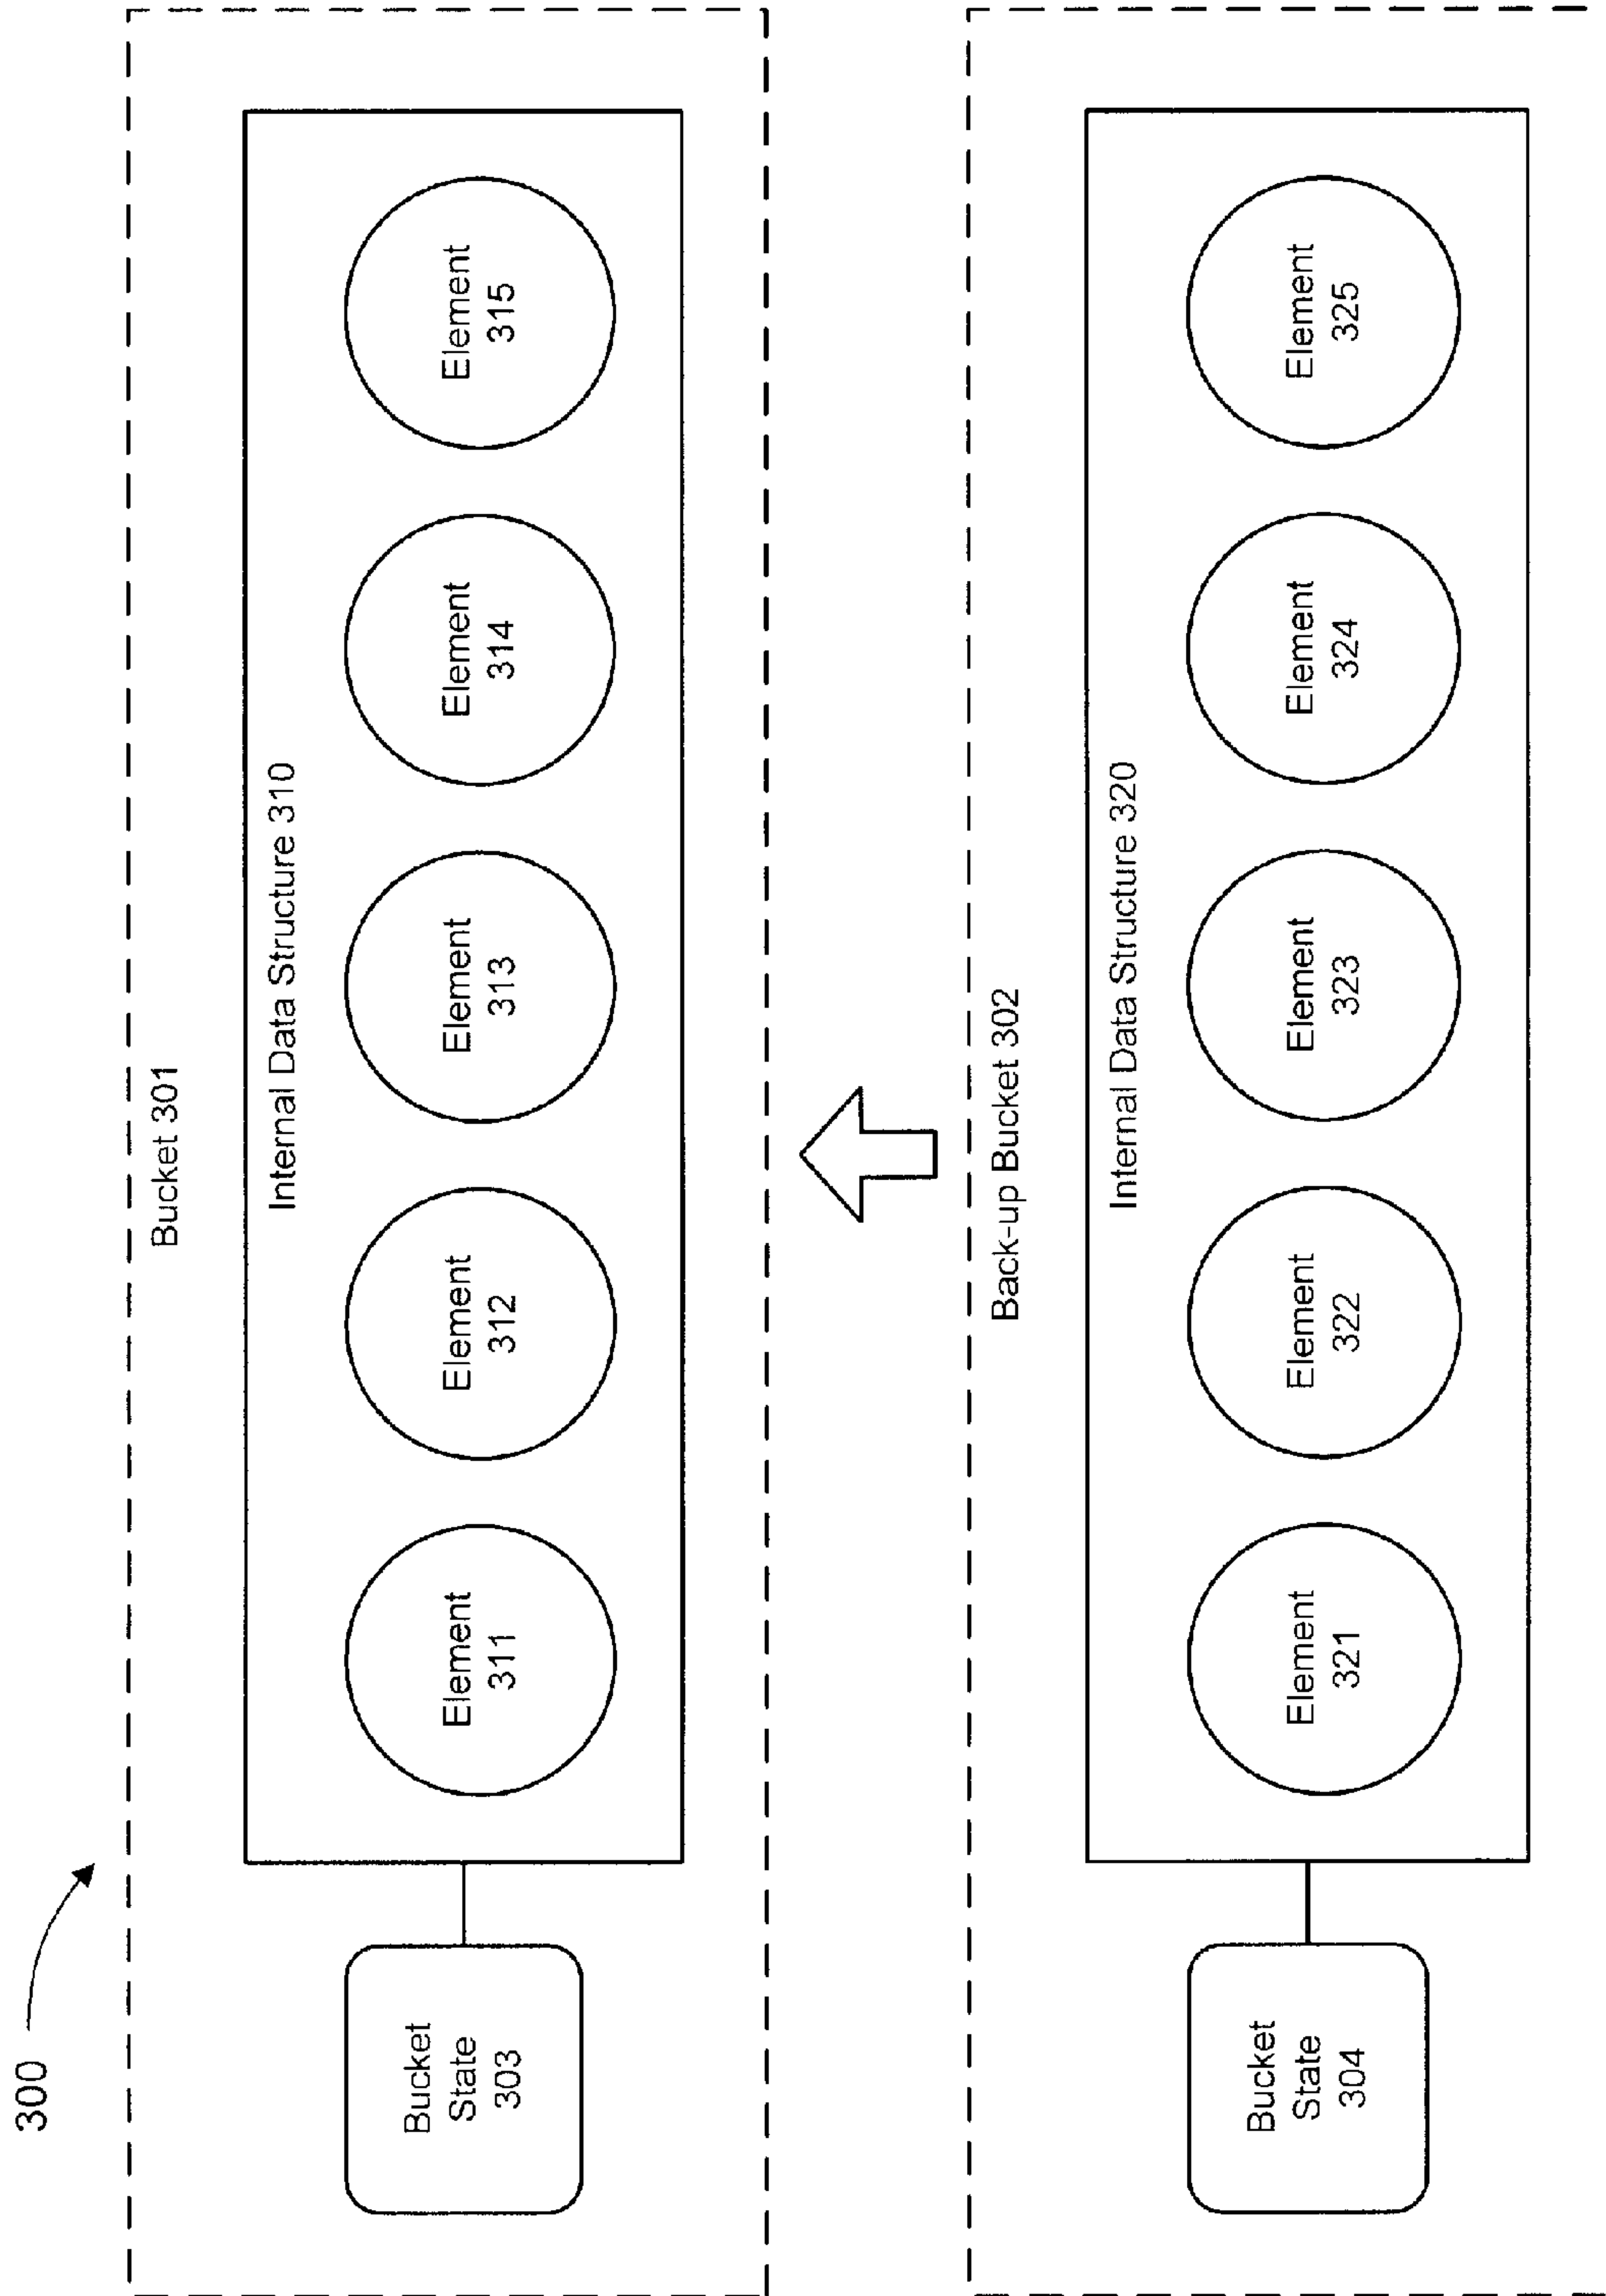 300
Bucket 301
Internal Data Structure 310
Bucket
State
303
Element
311
Element
312
Element
313
Element
314
Element
315
Back-up Bucket 302
Internal Data Structure 320
Bucket
State
304
Element
321
Element
322
Element
323
Element
324
Element
325